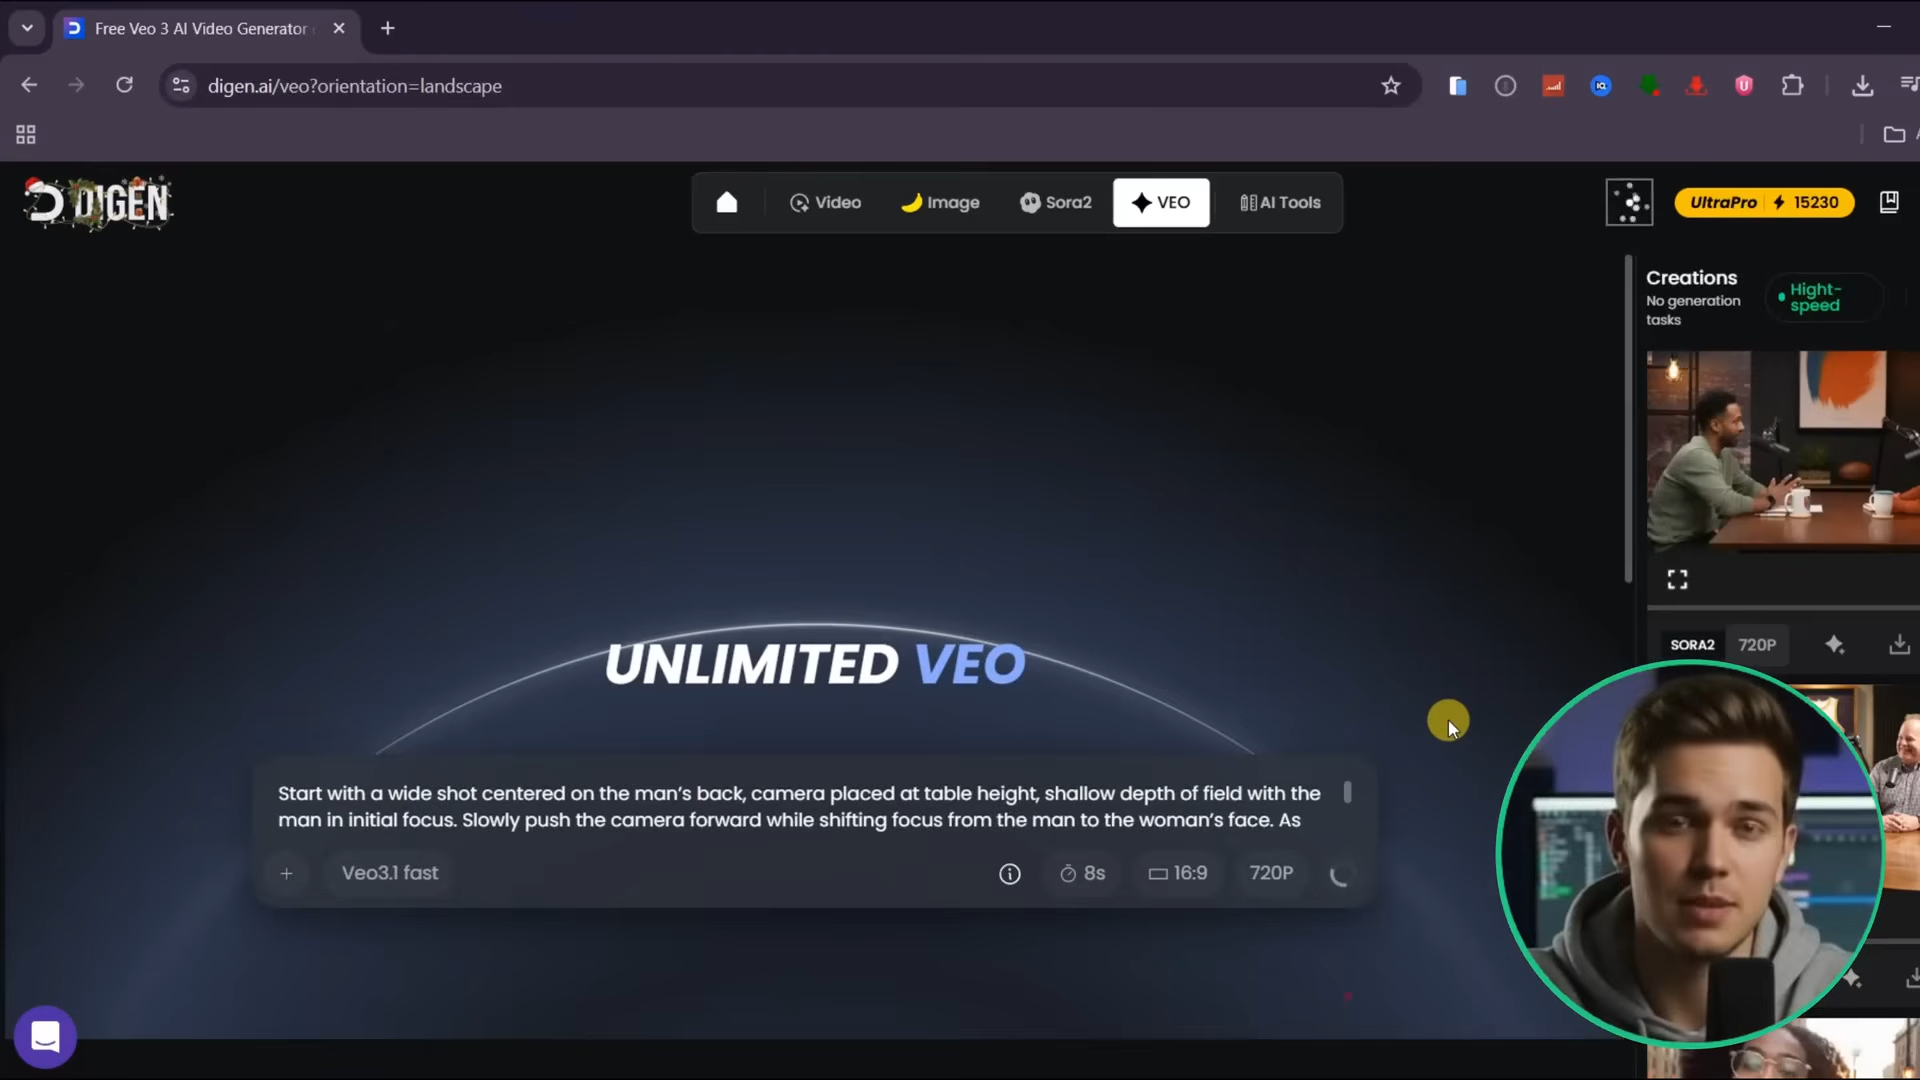 Free Veo 3 AI Video Generator
digen.ai/veo?orientation=landscape
DIGEN
Video
Image
Sora2
VEO
AI Tools
UltraPro 15230
Creations
No generation
tasks
Hight-
speed
SORA2
720P
UNLIMITED VEO
Start with a wide shot centered on the man's back, camera placed at table height, shallow depth of field with the
man in initial focus. Slowly push the camera forward while shifting focus from the man to the woman's face. As
Veo3.1 fast
8s
16:9
720P